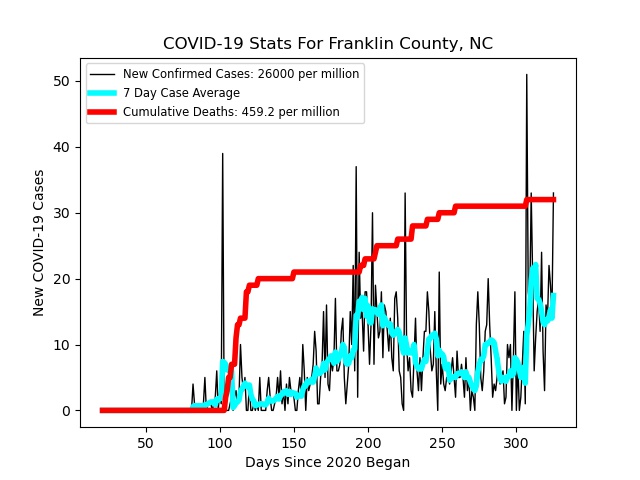 COVID-19 Stats For Franklin County, NC
New Confirmed Cases: 26000 per million
7 Day Case Average
Cumulative Deaths: 459.2 per million
New COVID-19 Cases
50
40
30
20
10
0
50 100 150 200 250 300
Days Since 2020 Began